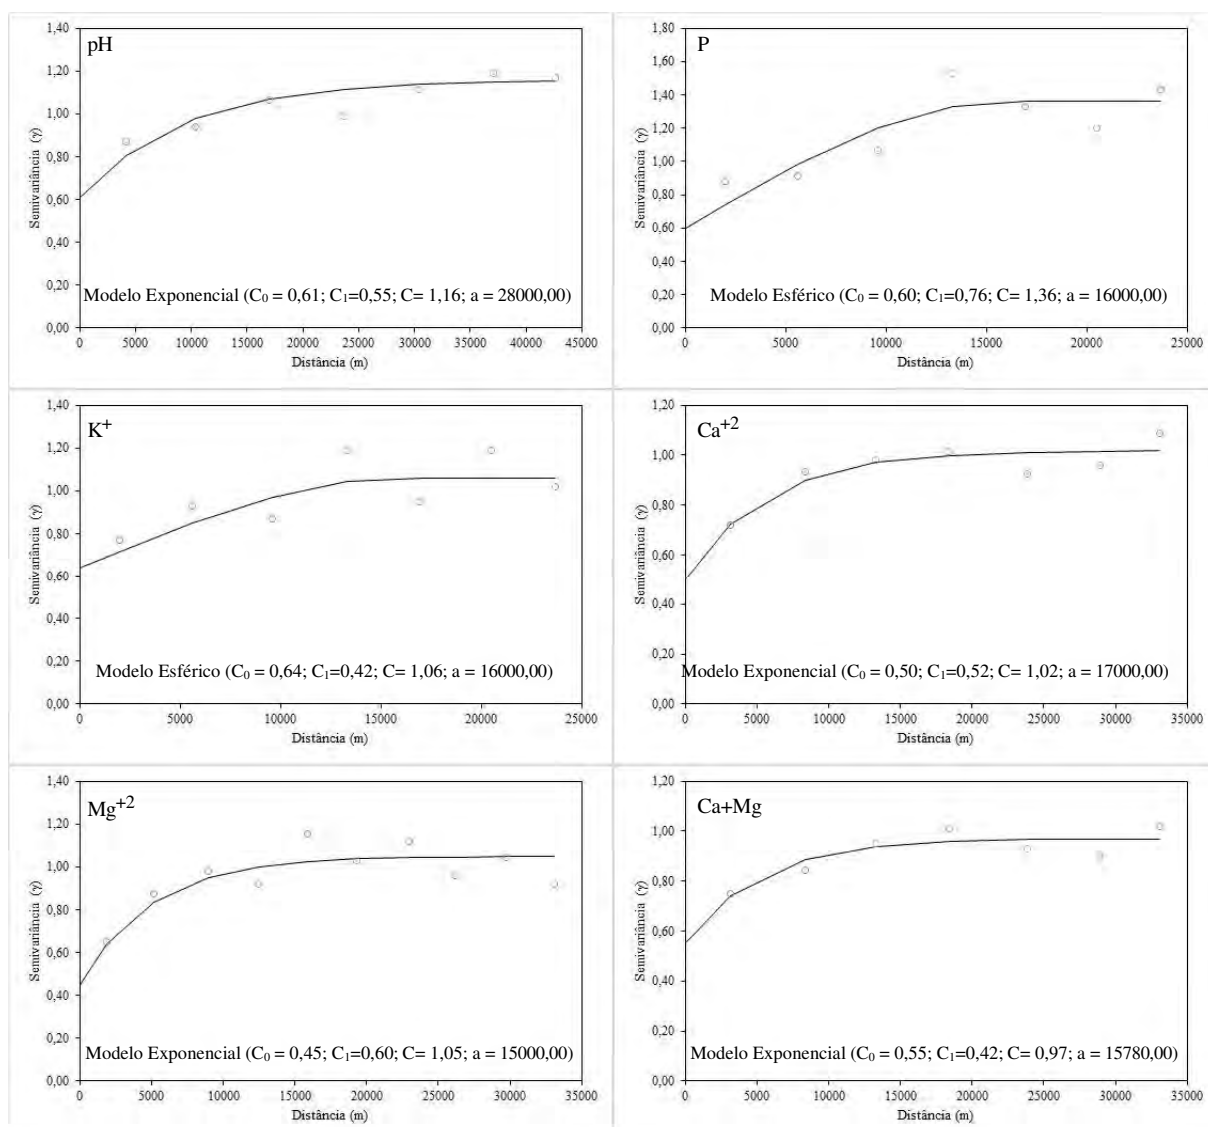 pH
Semivariância (γ)
1,40
1,20
1,00
0,80
0,60
0,40
0,20
0,00
Modelo Exponencial (C₀ = 0,61; C₁=0,55; C= 1,16; a = 28000,00)
0 5000 10000 15000 20000 25000 30000 35000 40000 45000
Distância (m)
P
Semivariância (γ)
1,80
1,60
1,40
1,20
1,00
0,80
0,60
0,40
0,20
0,00
Modelo Esférico (C₀ = 0,60; C₁=0,76; C= 1,36; a = 16000,00)
0 5000 10000 15000 20000 25000
Distância (m)
K⁺
Semivariância (γ)
1,40
1,20
1,00
0,80
0,60
0,40
0,20
0,00
Modelo Esférico (C₀ = 0,64; C₁=0,42; C= 1,06; a = 16000,00)
0 5000 10000 15000 20000 25000
Distância (m)
Ca⁺²
Semivariância (γ)
1,20
1,00
0,80
0,60
0,40
0,20
0,00
Modelo Exponencial (C₀ = 0,50; C₁=0,52; C= 1,02; a = 17000,00)
0 5000 10000 15000 20000 25000 30000 35000
Distância (m)
Mg⁺²
Semivariância (γ)
1,40
1,20
1,00
0,80
0,60
0,40
0,20
0,00
Modelo Exponencial (C₀ = 0,45; C₁=0,60; C= 1,05; a = 15000,00)
0 5000 10000 15000 20000 25000 30000 35000
Distância (m)
Ca+Mg
Semivariância (γ)
1,20
1,00
0,80
0,60
0,40
0,20
0,00
Modelo Exponencial (C₀ = 0,55; C₁=0,42; C= 0,97; a = 15780,00)
0 5000 10000 15000 20000 25000 30000 35000
Distância (m)